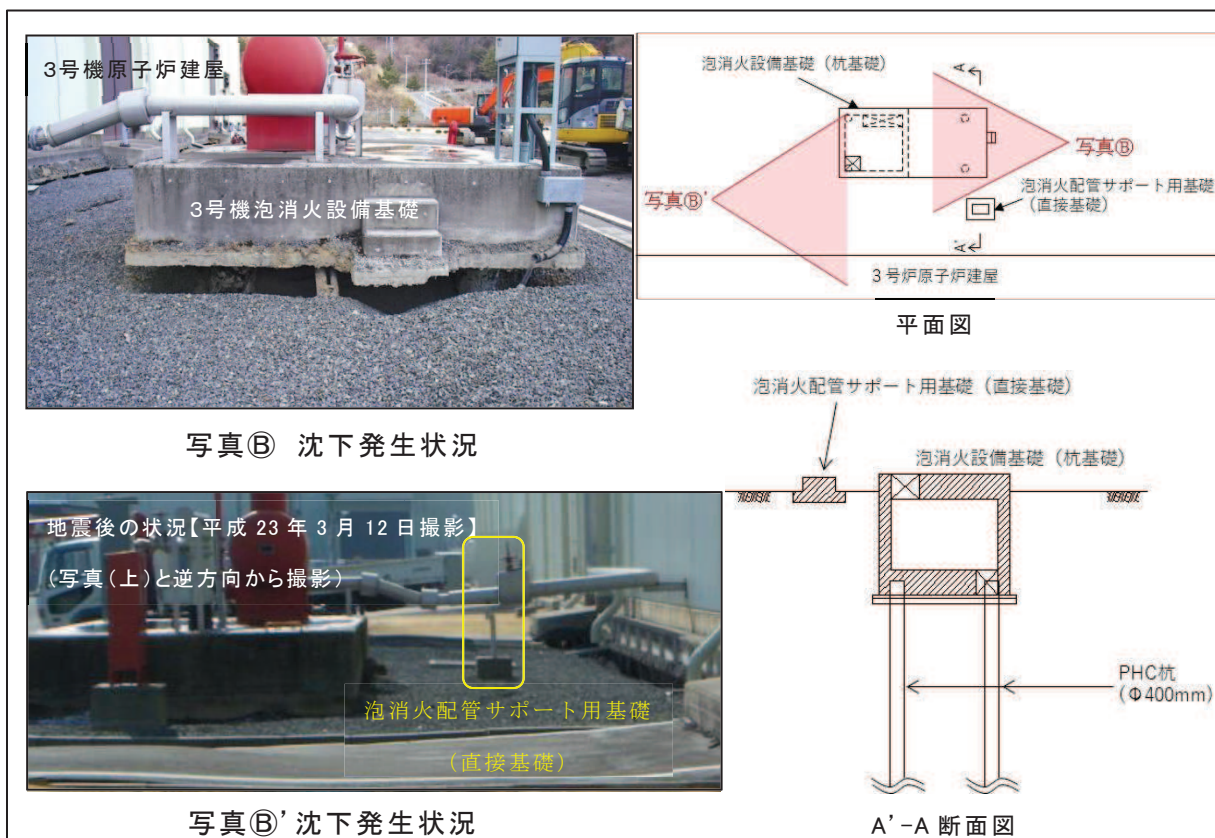 3号機原子炉建屋
3号機泡消火設備基礎
写真Ⓑ 沈下発生状況
泡消火設備基礎(杭基礎)
A
写真Ⓑ
写真Ⓑ'
泡消火配管サポート用基礎
(直接基礎)
A'
3号炉原子炉建屋
平面図
地震後の状況【平成 23 年 3 月 12 日撮影】
(写真(上)と逆方向から撮影)
泡消火配管サポート用基礎
(直接基礎)
写真Ⓑ' 沈下発生状況
泡消火配管サポート用基礎(直接基礎)
泡消火設備基礎(杭基礎)
PHC杭
(Φ400mm)
A'-A 断面図